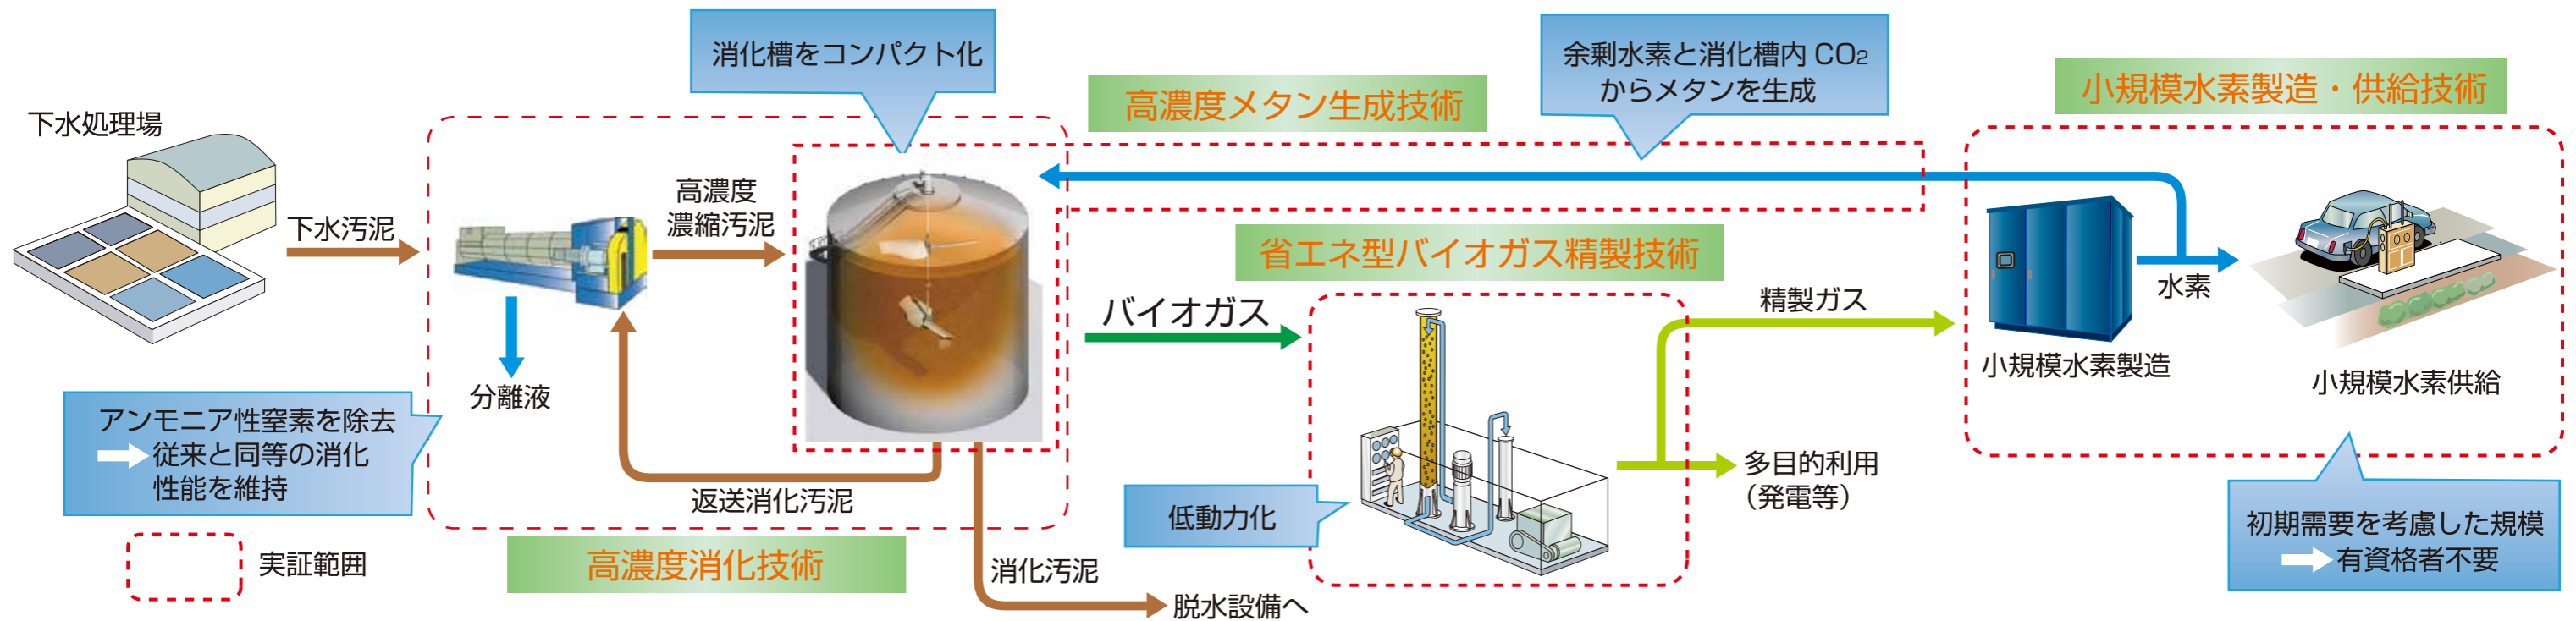 下水処理場
下水汚泥
消化槽をコンパクト化
高濃度
濃縮汚泥
分離液
アンモニア性窒素を除去
従来と同等の消化
性能を維持
返送消化汚泥
高濃度消化技術
実証範囲
消化汚泥
脱水設備へ
高濃度メタン生成技術
余剰水素と消化槽内 CO2
からメタンを生成
省エネ型バイオガス精製技術
バイオガス
低動力化
精製ガス
多目的利用
（発電等）
小規模水素製造・供給技術
水素
小規模水素製造
小規模水素供給
初期需要を考慮した規模
有資格者不要